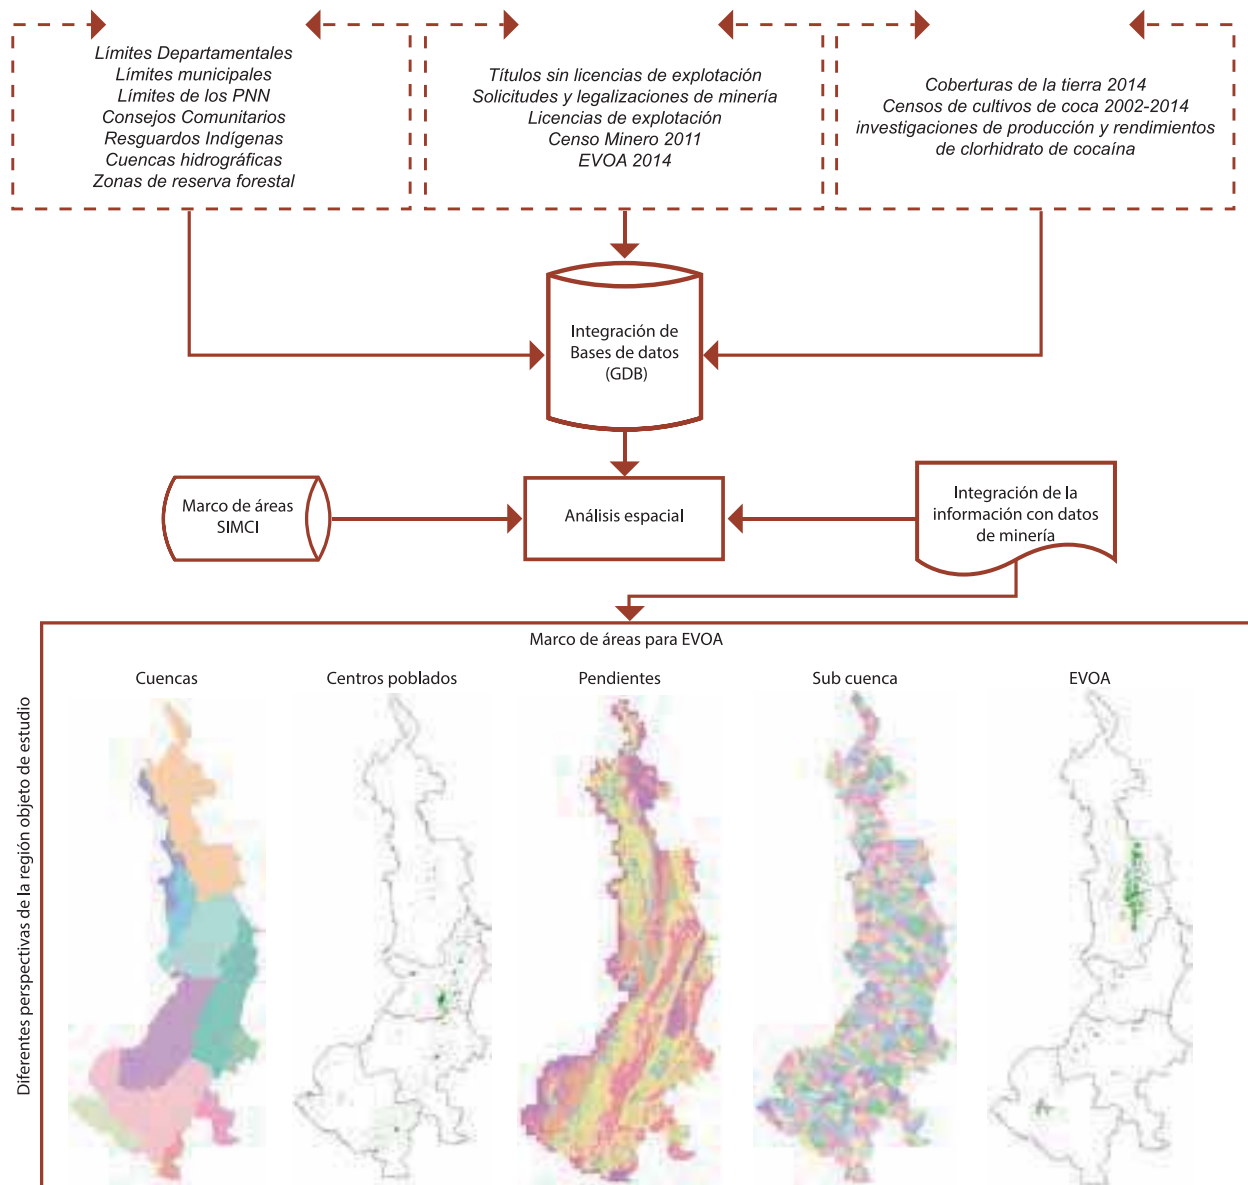 Límites Departamentales
Límites municipales
Límites de los PNN
Consejos Comunitarios
Resguardos Indígenas
Cuencas hidrográficas
Zonas de reserva forestal
Títulos sin licencias de explotación
Solicitudes y legalizaciones de minería
Licencias de explotación
Censo Minero 2011
EVOA 2014
Coberturas de la tierra 2014
Censos de cultivos de coca 2002-2014
investigaciones de producción y rendimientos
de clorhidrato de cocaína
Integración de
Bases de datos
(GDB)
Marco de áreas
SIMCI
Análisis espacial
Integración de la
información con datos
de minería
Marco de áreas para EVOA
Diferentes perspectivas de la región objeto de estudio
Cuencas
Centros poblados
Pendientes
Sub cuenca
EVOA